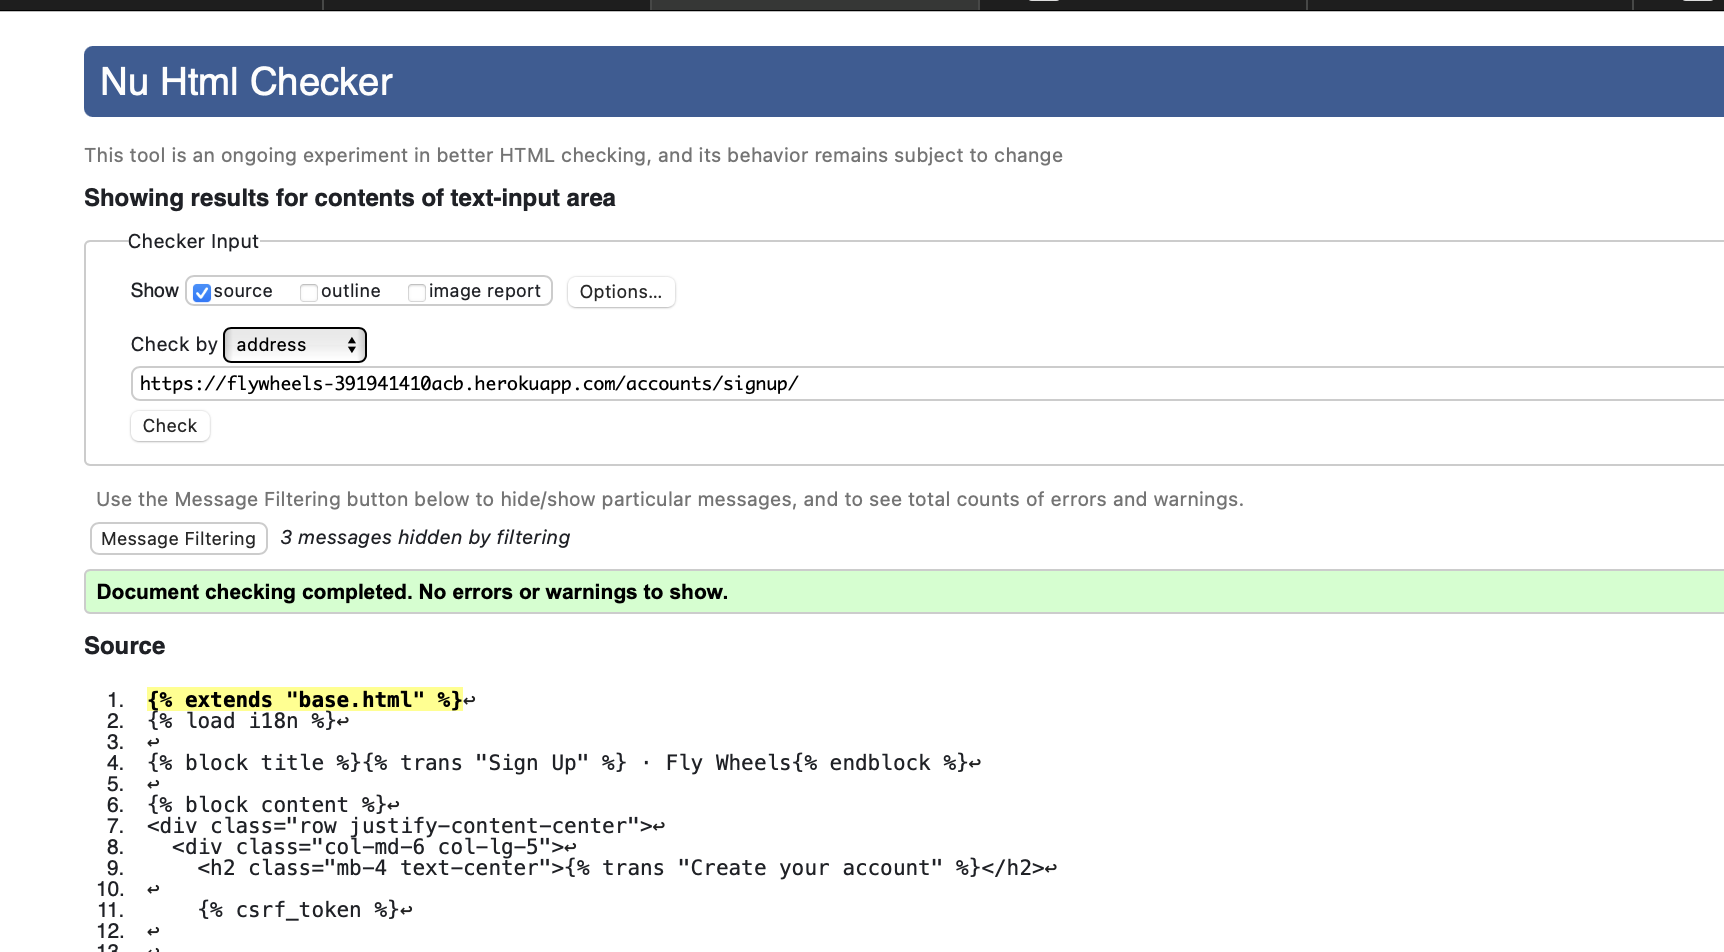 Nu Html Checker
This tool is an ongoing experiment in better HTML checking, and its behavior remains subject to change
Showing results for contents of text-input area
Checker Input
Show source outline image report Options...
Check by address
https://flywheels-391941410acb.herokuapp.com/accounts/signup/
Check
Use the Message Filtering button below to hide/show particular messages, and to see total counts of errors and warnings.
Message Filtering 3 messages hidden by filtering
Document checking completed. No errors or warnings to show.
Source
1. {% extends "base.html" %}↩
2. {% load i18n %}↩
3. ↩
4. {% block title %}{% trans "Sign Up" %} · Fly Wheels{% endblock %}↩
5. ↩
6. {% block content %}↩
7. <div class="row justify-content-center">↩
8. <div class="col-md-6 col-lg-5">↩
9. <h2 class="mb-4 text-center">{% trans "Create your account" %}</h2>↩
10. ↩
11. {% csrf_token %}↩
12. ↩
13. ↩